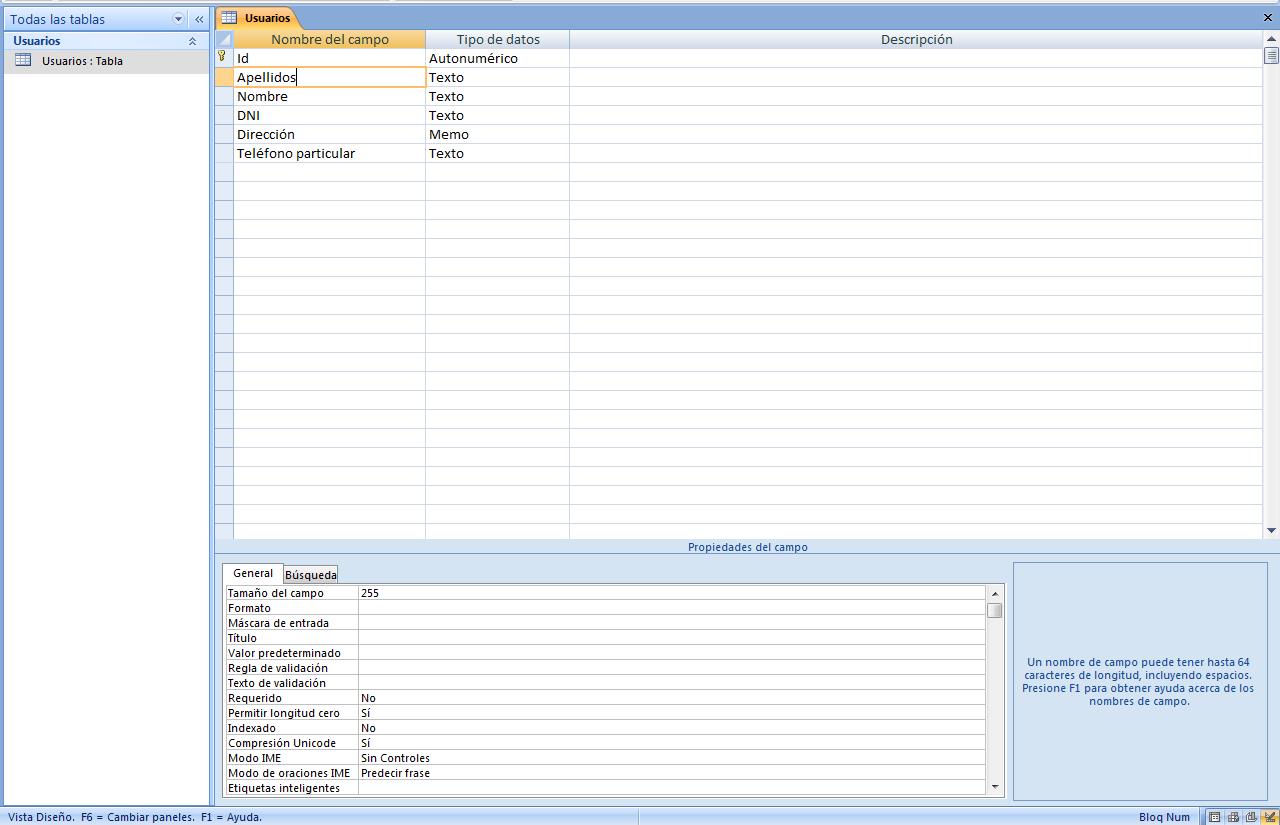 Todas las tablas
«
Usuarios
Usuarios : Tabla
Usuarios
Nombre del campo Tipo de datos Descripción
Id Autonumérico
Apellidos Texto
Nombre Texto
DNI Texto
Dirección Memo
Teléfono particular Texto
Propiedades del campo
General Búsqueda
Tamaño del campo 255
Formato
Máscara de entrada
Título
Valor predeterminado
Regla de validación
Texto de validación
Requerido No
Permitir longitud cero Sí
Indexado No
Compresión Unicode Sí
Modo IME Sin Controles
Modo de oraciones IME Predecir frase
Etiquetas inteligentes
Un nombre de campo puede tener hasta 64
caracteres de longitud, incluyendo espacios.
Presione F1 para obtener ayuda acerca de los
nombres de campo.
Vista Diseño. F6 = Cambiar paneles. F1 = Ayuda. Bloq Num